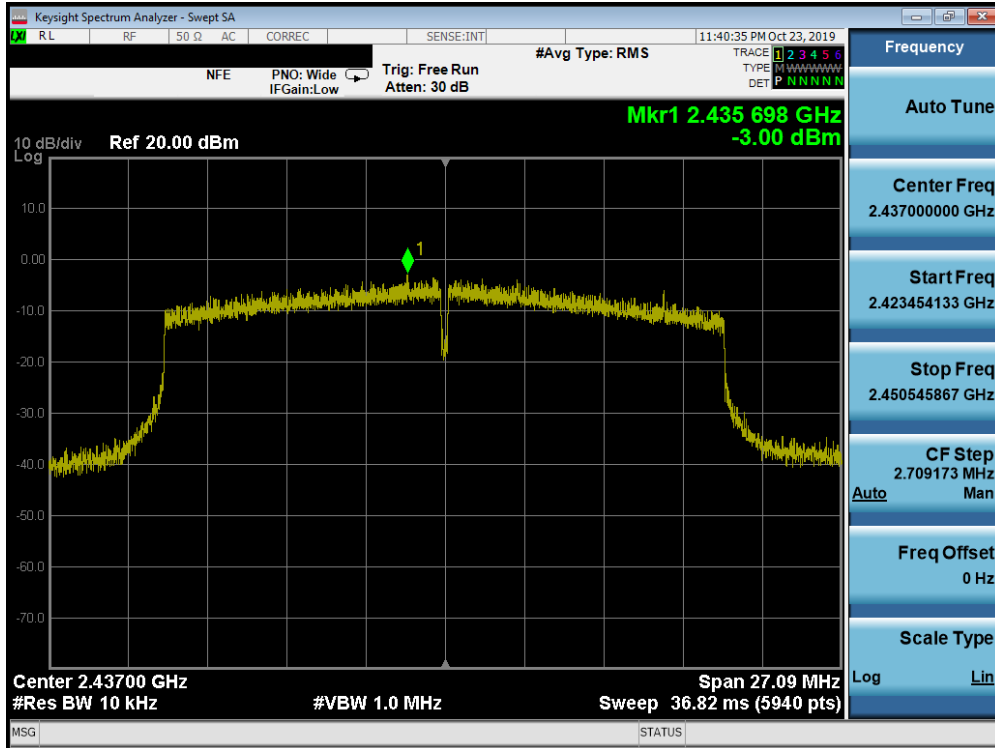 Keysight Spectrum Analyzer - Swept SA
LXI RL RF 50 Ω AC CORREC SENSE:INT 11:40:35 PM Oct 23, 2019
NFE PNO: Wide IFGain:Low Trig: Free Run Atten: 30 dB #Avg Type: RMS
TRACE 1 2 3 4 5 6
TYPE M W W W W W
DET P N N N N N
Mkr1 2.435 698 GHz
-3.00 dBm
10 dB/div Ref 20.00 dBm
Log
10.0
1
0.00
-10.0
-20.0
-30.0
-40.0
-50.0
-60.0
-70.0
Center 2.43700 GHz Span 27.09 MHz
#Res BW 10 kHz #VBW 1.0 MHz Sweep 36.82 ms (5940 pts)
MSG STATUS
Frequency
Auto Tune
Center Freq
2.437000000 GHz
Start Freq
2.423454133 GHz
Stop Freq
2.450545867 GHz
CF Step
2.709173 MHz
Auto Man
Freq Offset
0 Hz
Scale Type
Log Lin